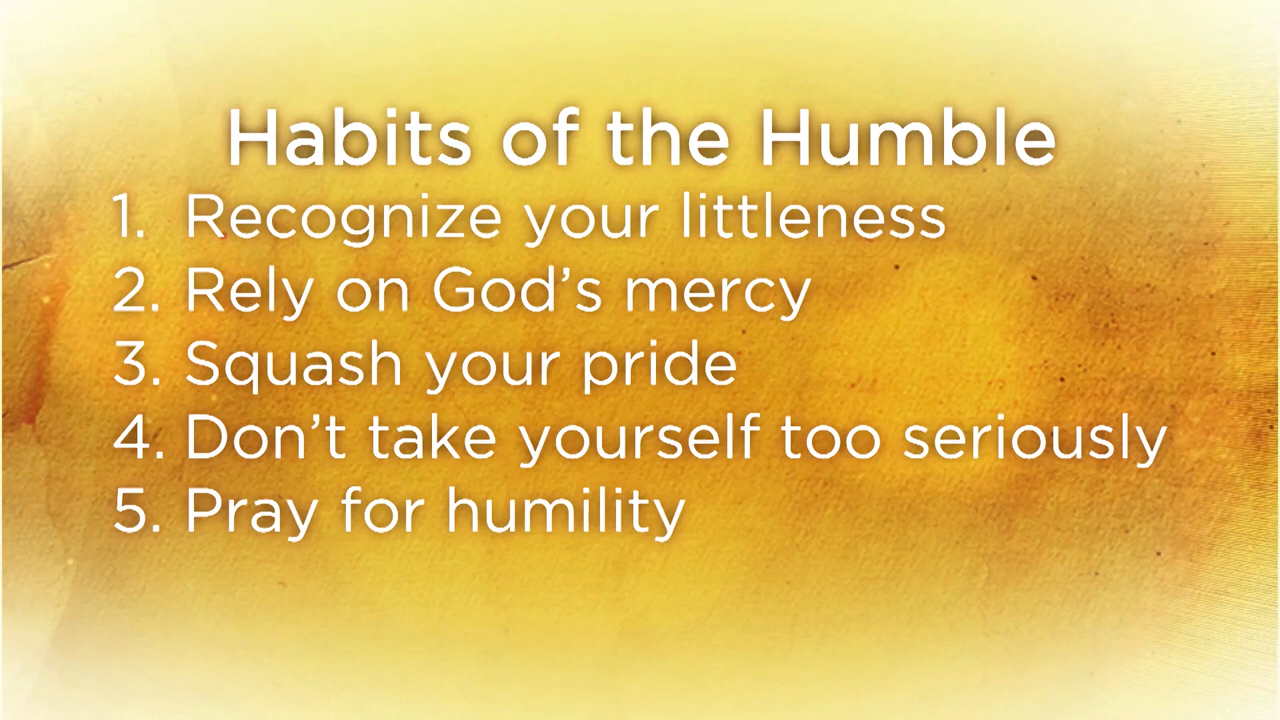 Habits of the Humble
1. Recognize your littleness
2. Rely on God’s mercy
3. Squash your pride
4. Don’t take yourself too seriously
5. Pray for humility